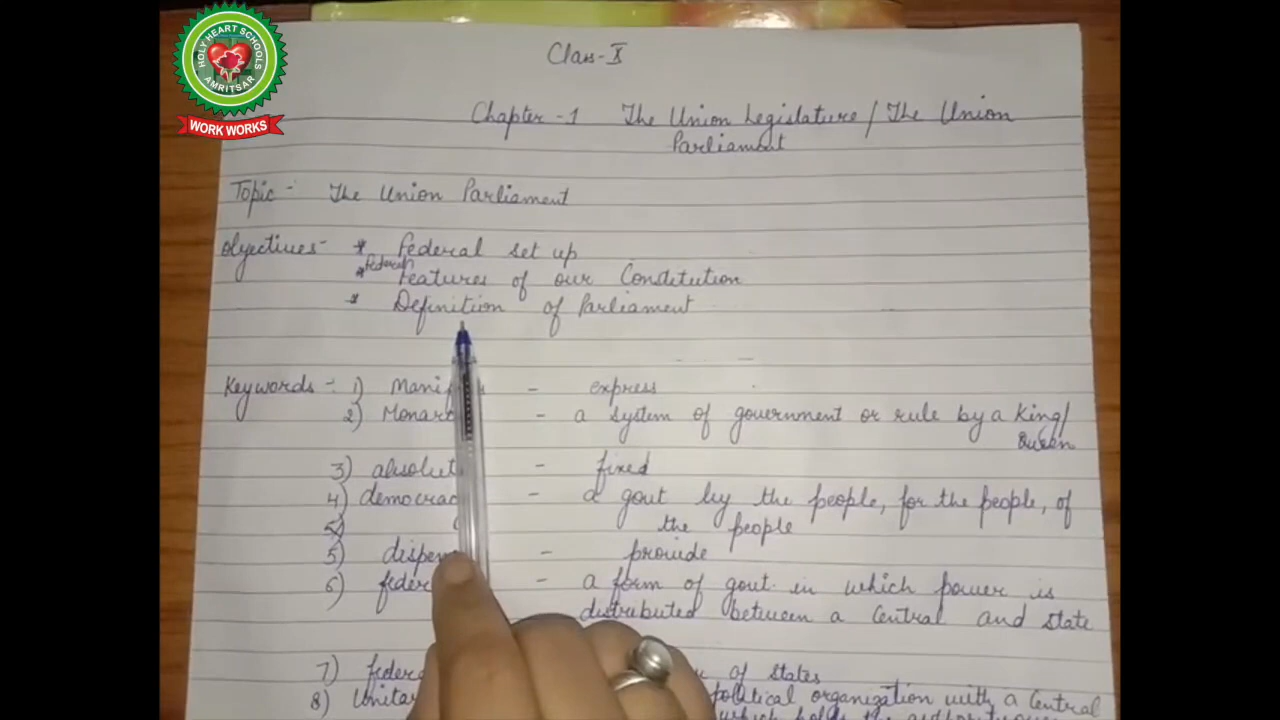 HOLY HEART SCHOOLS
AMRITSAR
WORK WORKS
Class-X
Chapter -1 The Union Legislature / The Union
Parliament
Topic - The Union Parliament
Objectives - * Federal set up
* Federal Features of our Constitution
* Definition of Parliament
Keywords :- 1) - express
2) - a system of government or rule by a King/
Queen
3) - fixed
4) - a govt by the people, for the people, of
the people
5) - provide
6) - a form of govt. in which power is
distributed between a Central and state
7) of States
8) political organization with a Central
which holds the